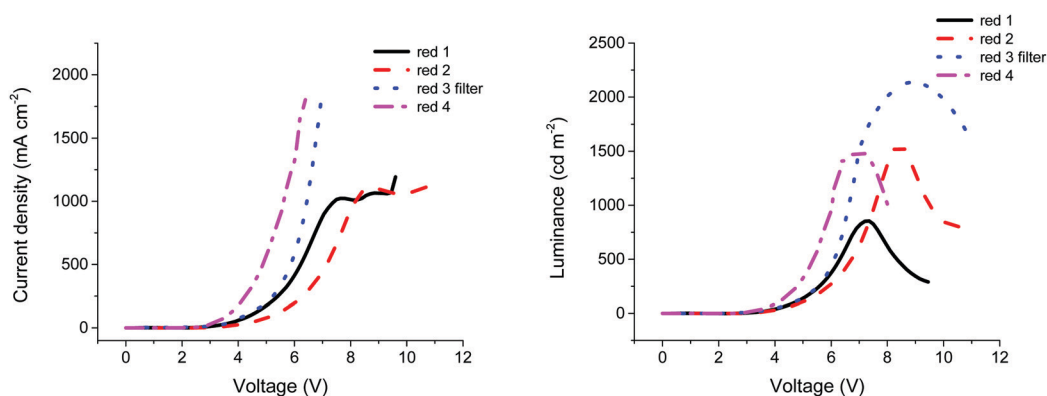 red 1
red 2
red 3 filter
red 4
Current density (mA cm-2)
2000
1500
1000
500
0
0 2 4 6 8 10 12
Voltage (V)
red 1
red 2
red 3 filter
red 4
Luminance (cd m-2)
2500
2000
1500
1000
500
0
0 2 4 6 8 10 12
Voltage (V)